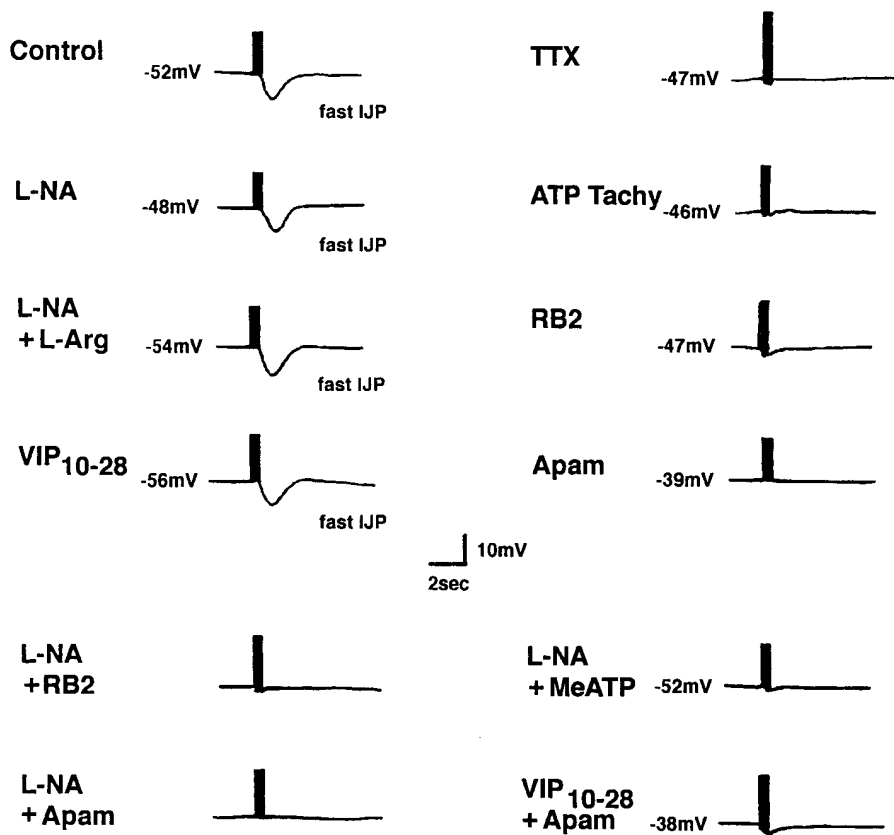 Control
-52mV
fast IJP
TTX
-47mV
L-NA
-48mV
fast IJP
ATP Tachy
-46mV
L-NA
+ L-Arg
-54mV
fast IJP
RB2
-47mV
VIP10-28
-56mV
fast IJP
Apam
-39mV
10mV
2sec
L-NA
+RB2
L-NA
+ MeATP
-52mV
L-NA
+ Apam
VIP10-28
+ Apam
-38mV